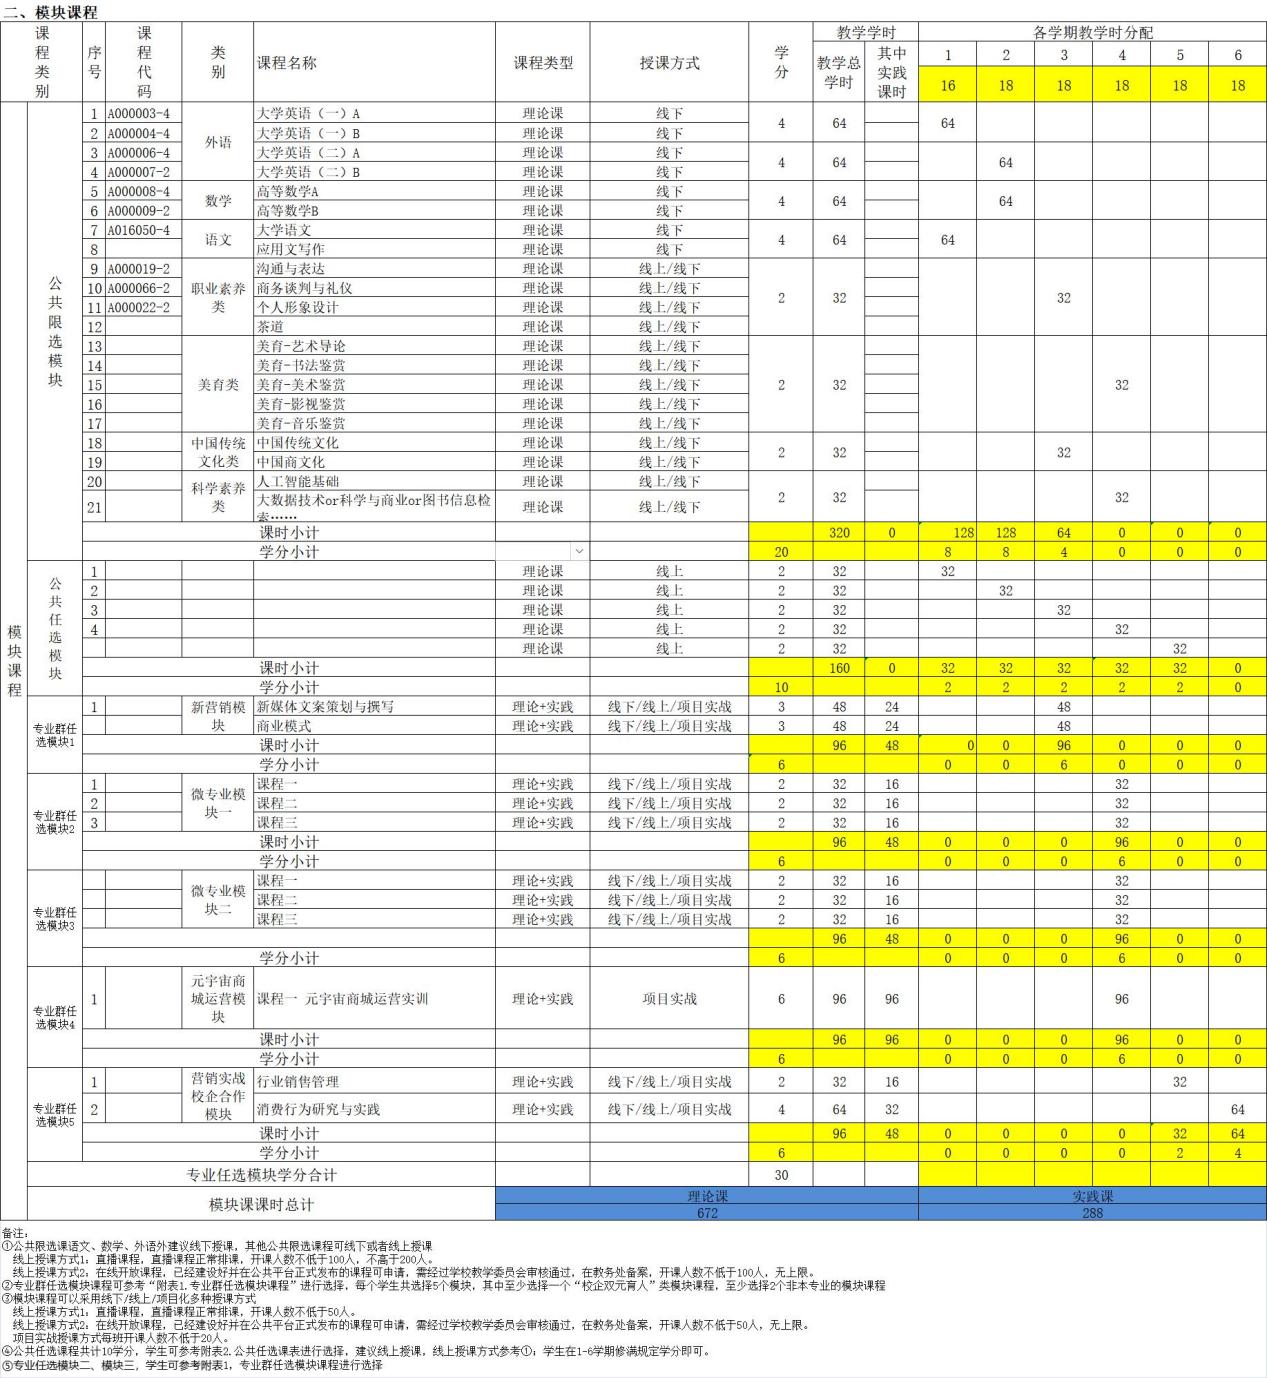 二、模块课程
课程类别 序号 课程代码 类别 课程名称 课程类型 授课方式 学分 教学学时 各学期教学时分配
教学总学时 其中实践课时 1 2 3 4 5 6
16 18 18 18 18 18
模块课程
公共限选模块
1 A000003-4 外语 大学英语（一）A 理论课 线下 4 64 64
2 A000004-4 大学英语（一）B 理论课 线下
3 A000006-4 大学英语（二）A 理论课 线下 4 64 64
4 A000007-2 大学英语（二）B 理论课 线下
5 A000008-4 数学 高等数学A 理论课 线下 4 64 64
6 A000009-2 高等数学B 理论课 线下
7 A016050-4 语文 大学语文 理论课 线下 4 64 64
8 应用文写作 理论课 线下
9 A000019-2 职业素养类 沟通与表达 理论课 线上/线下 2 32 32
10 A000066-2 商务谈判与礼仪 理论课 线上/线下
11 A000022-2 个人形象设计 理论课 线上/线下
12 茶道 理论课 线上/线下
13 美育类 美育-艺术导论 理论课 线上/线下 2 32 32
14 美育-书法鉴赏 理论课 线上/线下
15 美育-美术鉴赏 理论课 线上/线下
16 美育-影视鉴赏 理论课 线上/线下
17 美育-音乐鉴赏 理论课 线上/线下
18 中国传统文化类 中国传统文化 理论课 线上/线下 2 32 32
19 中国商文化 理论课 线上/线下
20 科学素养类 人工智能基础 理论课 线上/线下 2 32 32
21 大数据技术or科学与商业or图书信息检索…… 理论课 线上/线下
课时小计 320 0 128 128 64 0 0 0
学分小计 20 8 8 4 0 0 0
公共任选模块
1 理论课 线上 2 32 32
2 理论课 线上 2 32 32
3 理论课 线上 2 32 32
4 理论课 线上 2 32 32
理论课 线上 2 32 32
课时小计 160 0 32 32 32 32 32 0
学分小计 10 2 2 2 2 2 0
专业群任选模块1
1 新营销模块 新媒体文案策划与撰写 理论+实践 线下/线上/项目实战 3 48 24 48
商业模式 理论+实践 线下/线上/项目实战 3 48 24 48
课时小计 96 48 0 0 96 0 0 0
学分小计 6 0 0 6 0 0 0
专业群任选模块2
1 微专业模块一 课程一 理论+实践 线下/线上/项目实战 2 32 16 32
2 课程二 理论+实践 线下/线上/项目实战 2 32 16 32
3 课程三 理论+实践 线下/线上/项目实战 2 32 16 32
课时小计 96 48 0 0 0 96 0 0
学分小计 6 0 0 0 6 0 0
专业群任选模块3
微专业模块二 课程一 理论+实践 线下/线上/项目实战 2 32 16 32
课程二 理论+实践 线下/线上/项目实战 2 32 16 32
课程三 理论+实践 线下/线上/项目实战 2 32 16 32
96 48 0 0 0 96 0 0
学分小计 6 0 0 0 6 0 0
专业群任选模块4
1 元宇宙商城运营模块 课程一 元宇宙商城运营实训 理论+实践 项目实战 6 96 96 96
课时小计 96 96 0 0 0 96 0 0
学分小计 6 0 0 0 6 0 0
专业群任选模块5
1 营销实战校企合作模块 行业销售管理 理论+实践 线下/线上/项目实战 2 32 16 32
2 消费行为研究与实践 理论+实践 线下/线上/项目实战 4 64 32 64
课时小计 96 48 0 0 0 0 32 64
学分小计 6 0 0 0 0 2 4
专业任选模块学分合计 30
模块课课时总计 理论课 实践课
672 288
备注：
①公共限选课语文、数学、外语外建议线下授课，其他公共限选课程可线下或者线上授课
线上授课方式1：直播课程，直播课程正常排课，开课人数不低于100人，不高于200人。
线上授课方式2：在线开放课程，已经建设好并在公共平台正式发布的课程可申请，需经过学校教学委员会审核通过，在教务处备案，开课人数不低于100人，无上限。
②专业群任选模块课程可参考“附表1.专业群任选模块课程”进行选择，每个学生共选择5个模块，其中至少选择一个“校企双元育人”类模块课程，至少选择2个非本专业的模块课程
③模块课程可以采用线下/线上/项目化多种授课方式
线上授课方式1：直播课程，直播课程正常排课，开课人数不低于50人。
线上授课方式2：在线开放课程，已经建设好并在公共平台正式发布的课程可申请，需经过学校教学委员会审核通过，在教务处备案，开课人数不低于50人，无上限。
项目实战授课方式每班开课人数不低于20人。
④公共任选课程共计10学分，学生可参考附表2.公共任选课表进行选择，建议线上授课，线上授课方式参考①；学生在1-6学期修满规定学分即可。
⑤专业任选模块二、模块三，学生可参考附表1，专业群任选模块课程进行选择